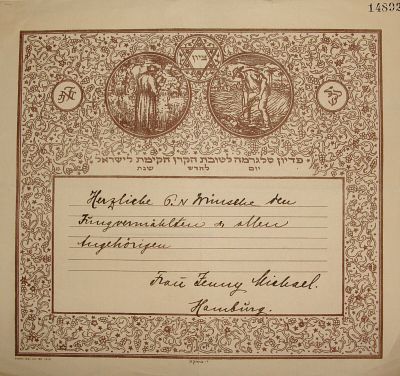 14892
ציון
פדיון טלגרמה לטובת הקרן הקימת לישראל
יום לחדש שנת
Herzliche G. u. Wünsche den
Jungvermählten u. allen
Angehörigen
Frau Jenny Michael.
Hamburg.